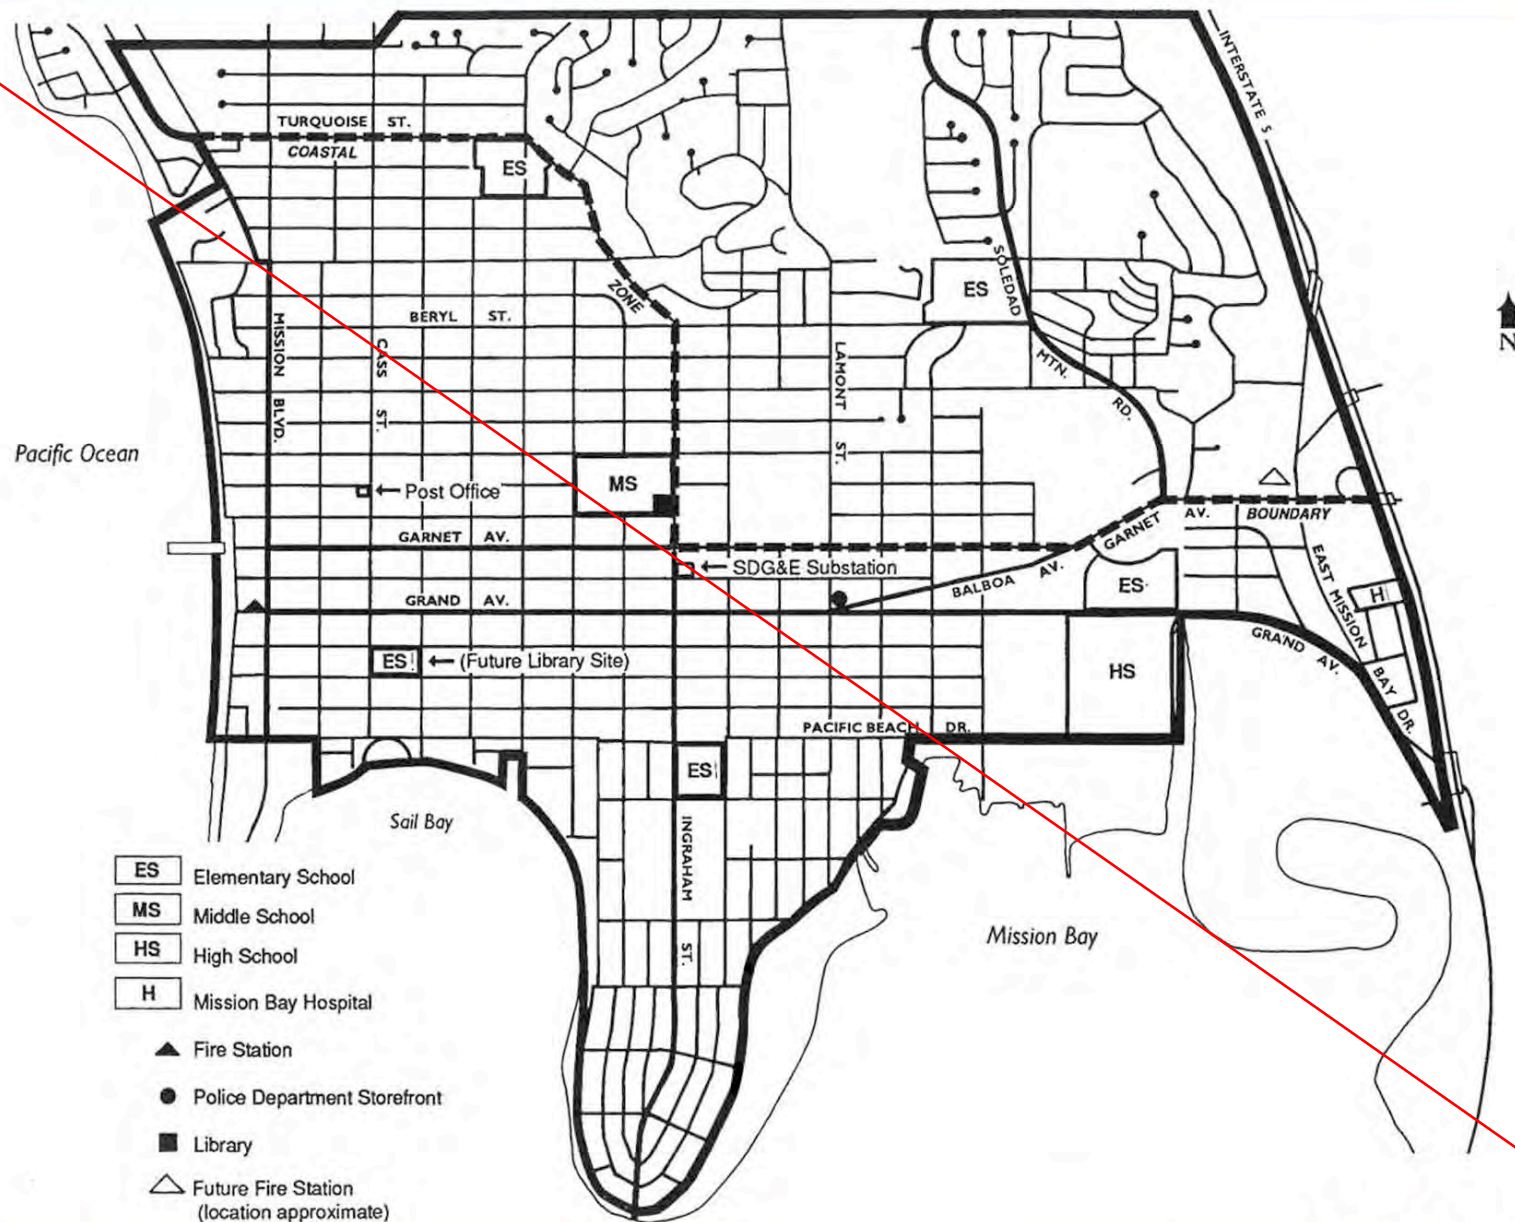 INTERSTATE 5
TURQUOISE ST.
COASTAL
ES
ZONE
SOLEDAD
MTN.
RD.
ES
BERYL ST.
MISSION BLVD.
CASS ST.
LAMONT ST.
N
Pacific Ocean
MS
Post Office
GARNET AV.
GARNET AV.
BOUNDARY
SDG&E Substation
BALBOA AV.
ES
EAST MISSION BAY DR.
H
GRAND AV.
GRAND AV.
ES
(Future Library Site)
HS
PACIFIC BEACH DR.
ES
Sail Bay
INGRAHAM ST.
Mission Bay
ES Elementary School
MS Middle School
HS High School
H Mission Bay Hospital
Fire Station
Police Department Storefront
Library
Future Fire Station
(location approximate)